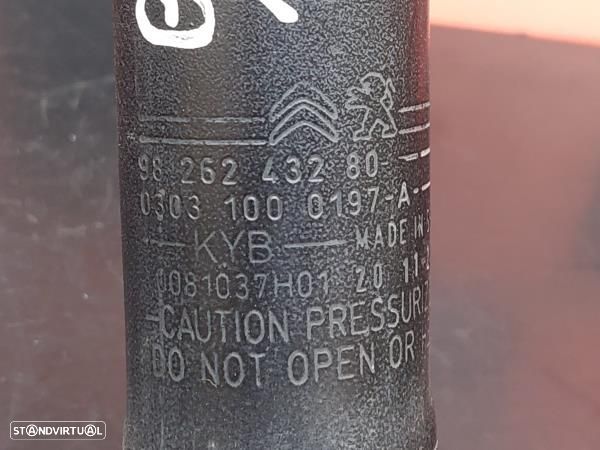 98 262 432 80
0303 100 0197-A
KYB MADE IN
0081037H01 20 11
CAUTION PRESSURI
DO NOT OPEN OR
STANDVIRTUAL